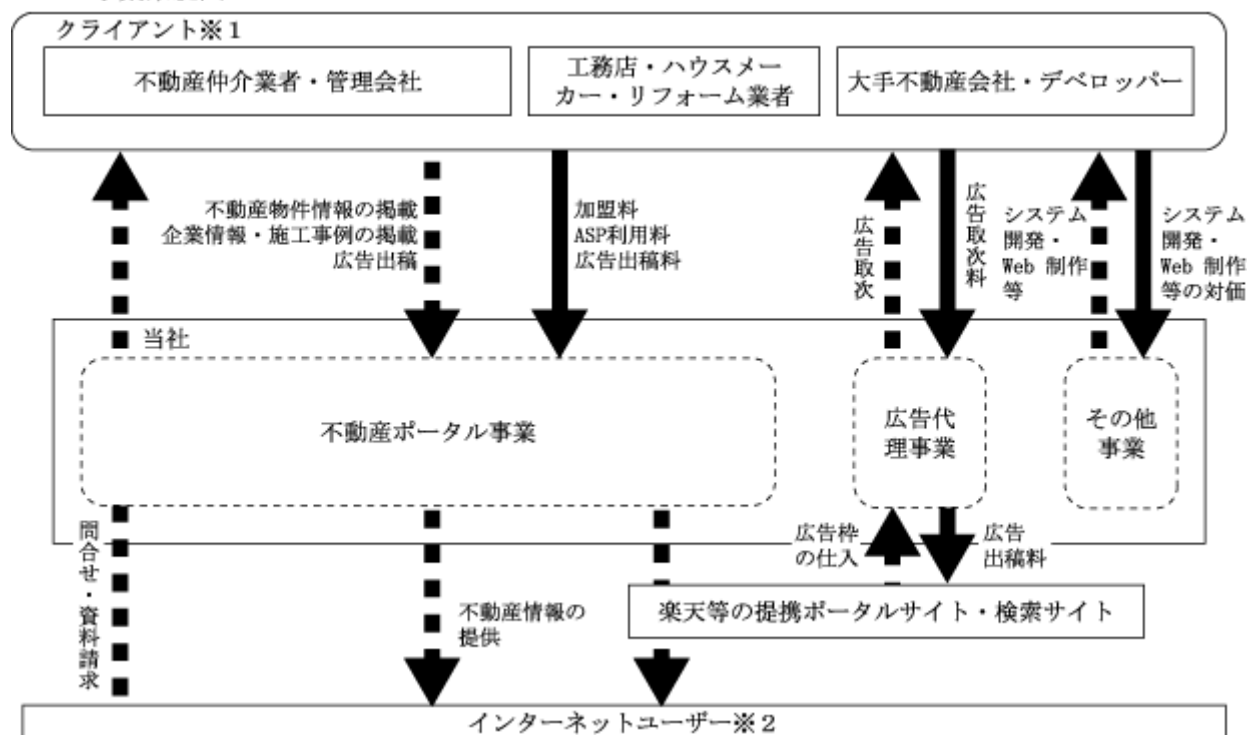 クライアント※1
不動産仲介業者・管理会社
工務店・ハウスメー
カー・リフォーム業者
大手不動産会社・デベロッパー
不動産物件情報の掲載
企業情報・施工事例の掲載
広告出稿
加盟料
ASP利用料
広告出稿料
広告取次
広告取次料
システム
開発・
Web 制作
等
システム
開発・
Web 制作
等の対価
当社
不動産ポータル事業
広告代
理事業
その他
事業
問合せ・資料請求
不動産情報の
提供
広告枠
の仕入
広告
出稿料
楽天等の提携ポータルサイト・検索サイト
インターネットユーザー※2